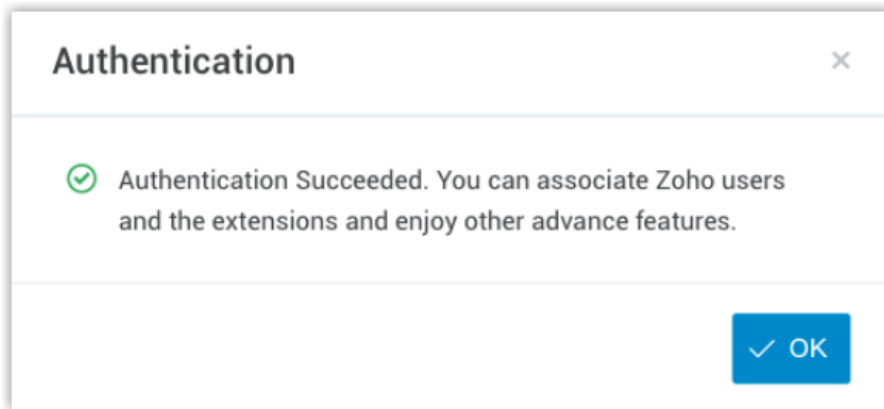 Authentication
Authentication Succeeded. You can associate Zoho users
and the extensions and enjoy other advance features.
OK